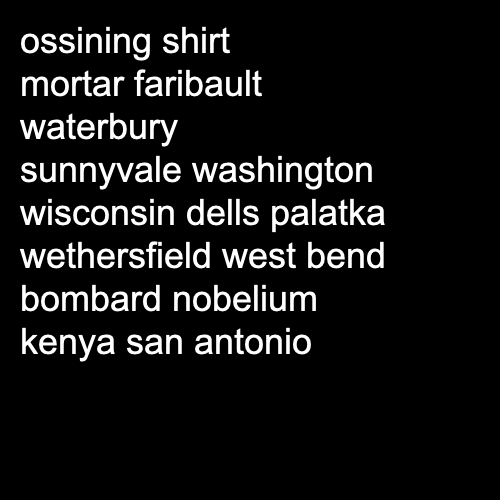 ossining shirt
mortar faribault
waterbury
sunnyvale washington
wisconsin dells palatka
wethersfield west bend
bombard nobelium
kenya san antonio